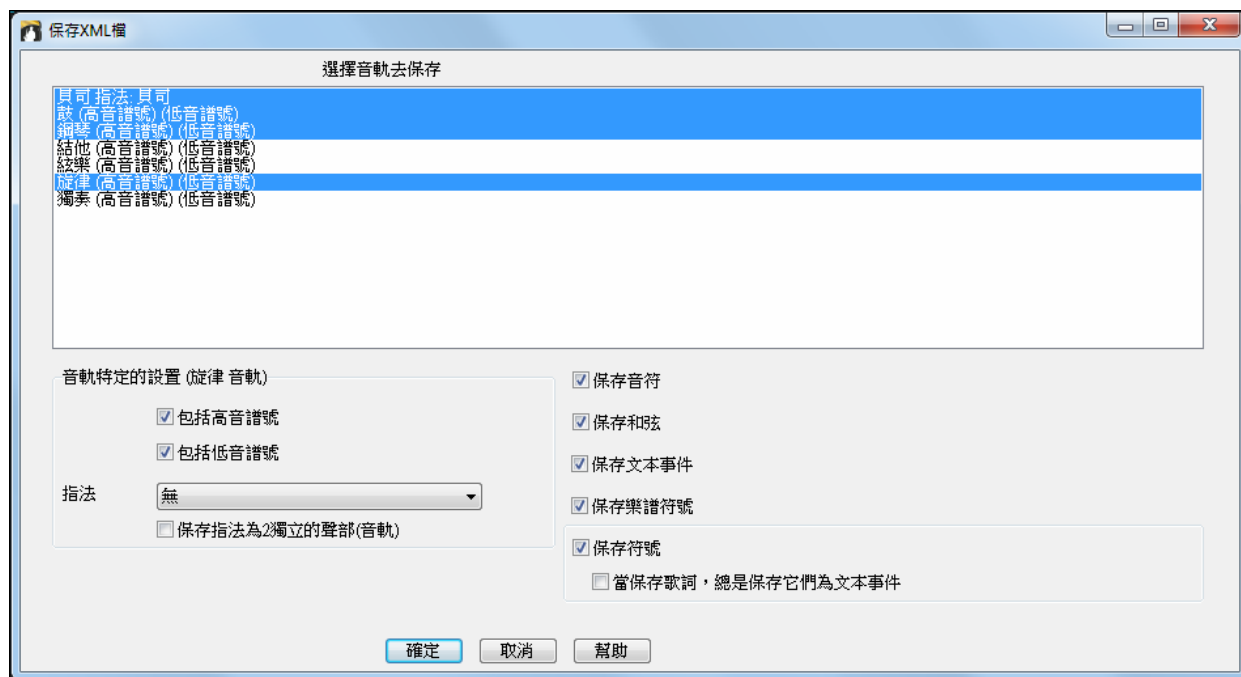 保存XML檔
選擇音軌去保存
貝司 指法: 貝司
鼓 (高音譜號) (低音譜號)
鋼琴 (高音譜號) (低音譜號)
結他 (高音譜號) (低音譜號)
絃樂 (高音譜號) (低音譜號)
旋律 (高音譜號) (低音譜號)
獨奏 (高音譜號) (低音譜號)
音軌特定的設置 (旋律 音軌)
包括高音譜號
包括低音譜號
指法 無
保存指法為2獨立的聲部(音軌)
保存音符
保存和弦
保存文本事件
保存樂譜符號
保存符號
當保存歌詞，總是保存它們為文本事件
確定 取消 幫助